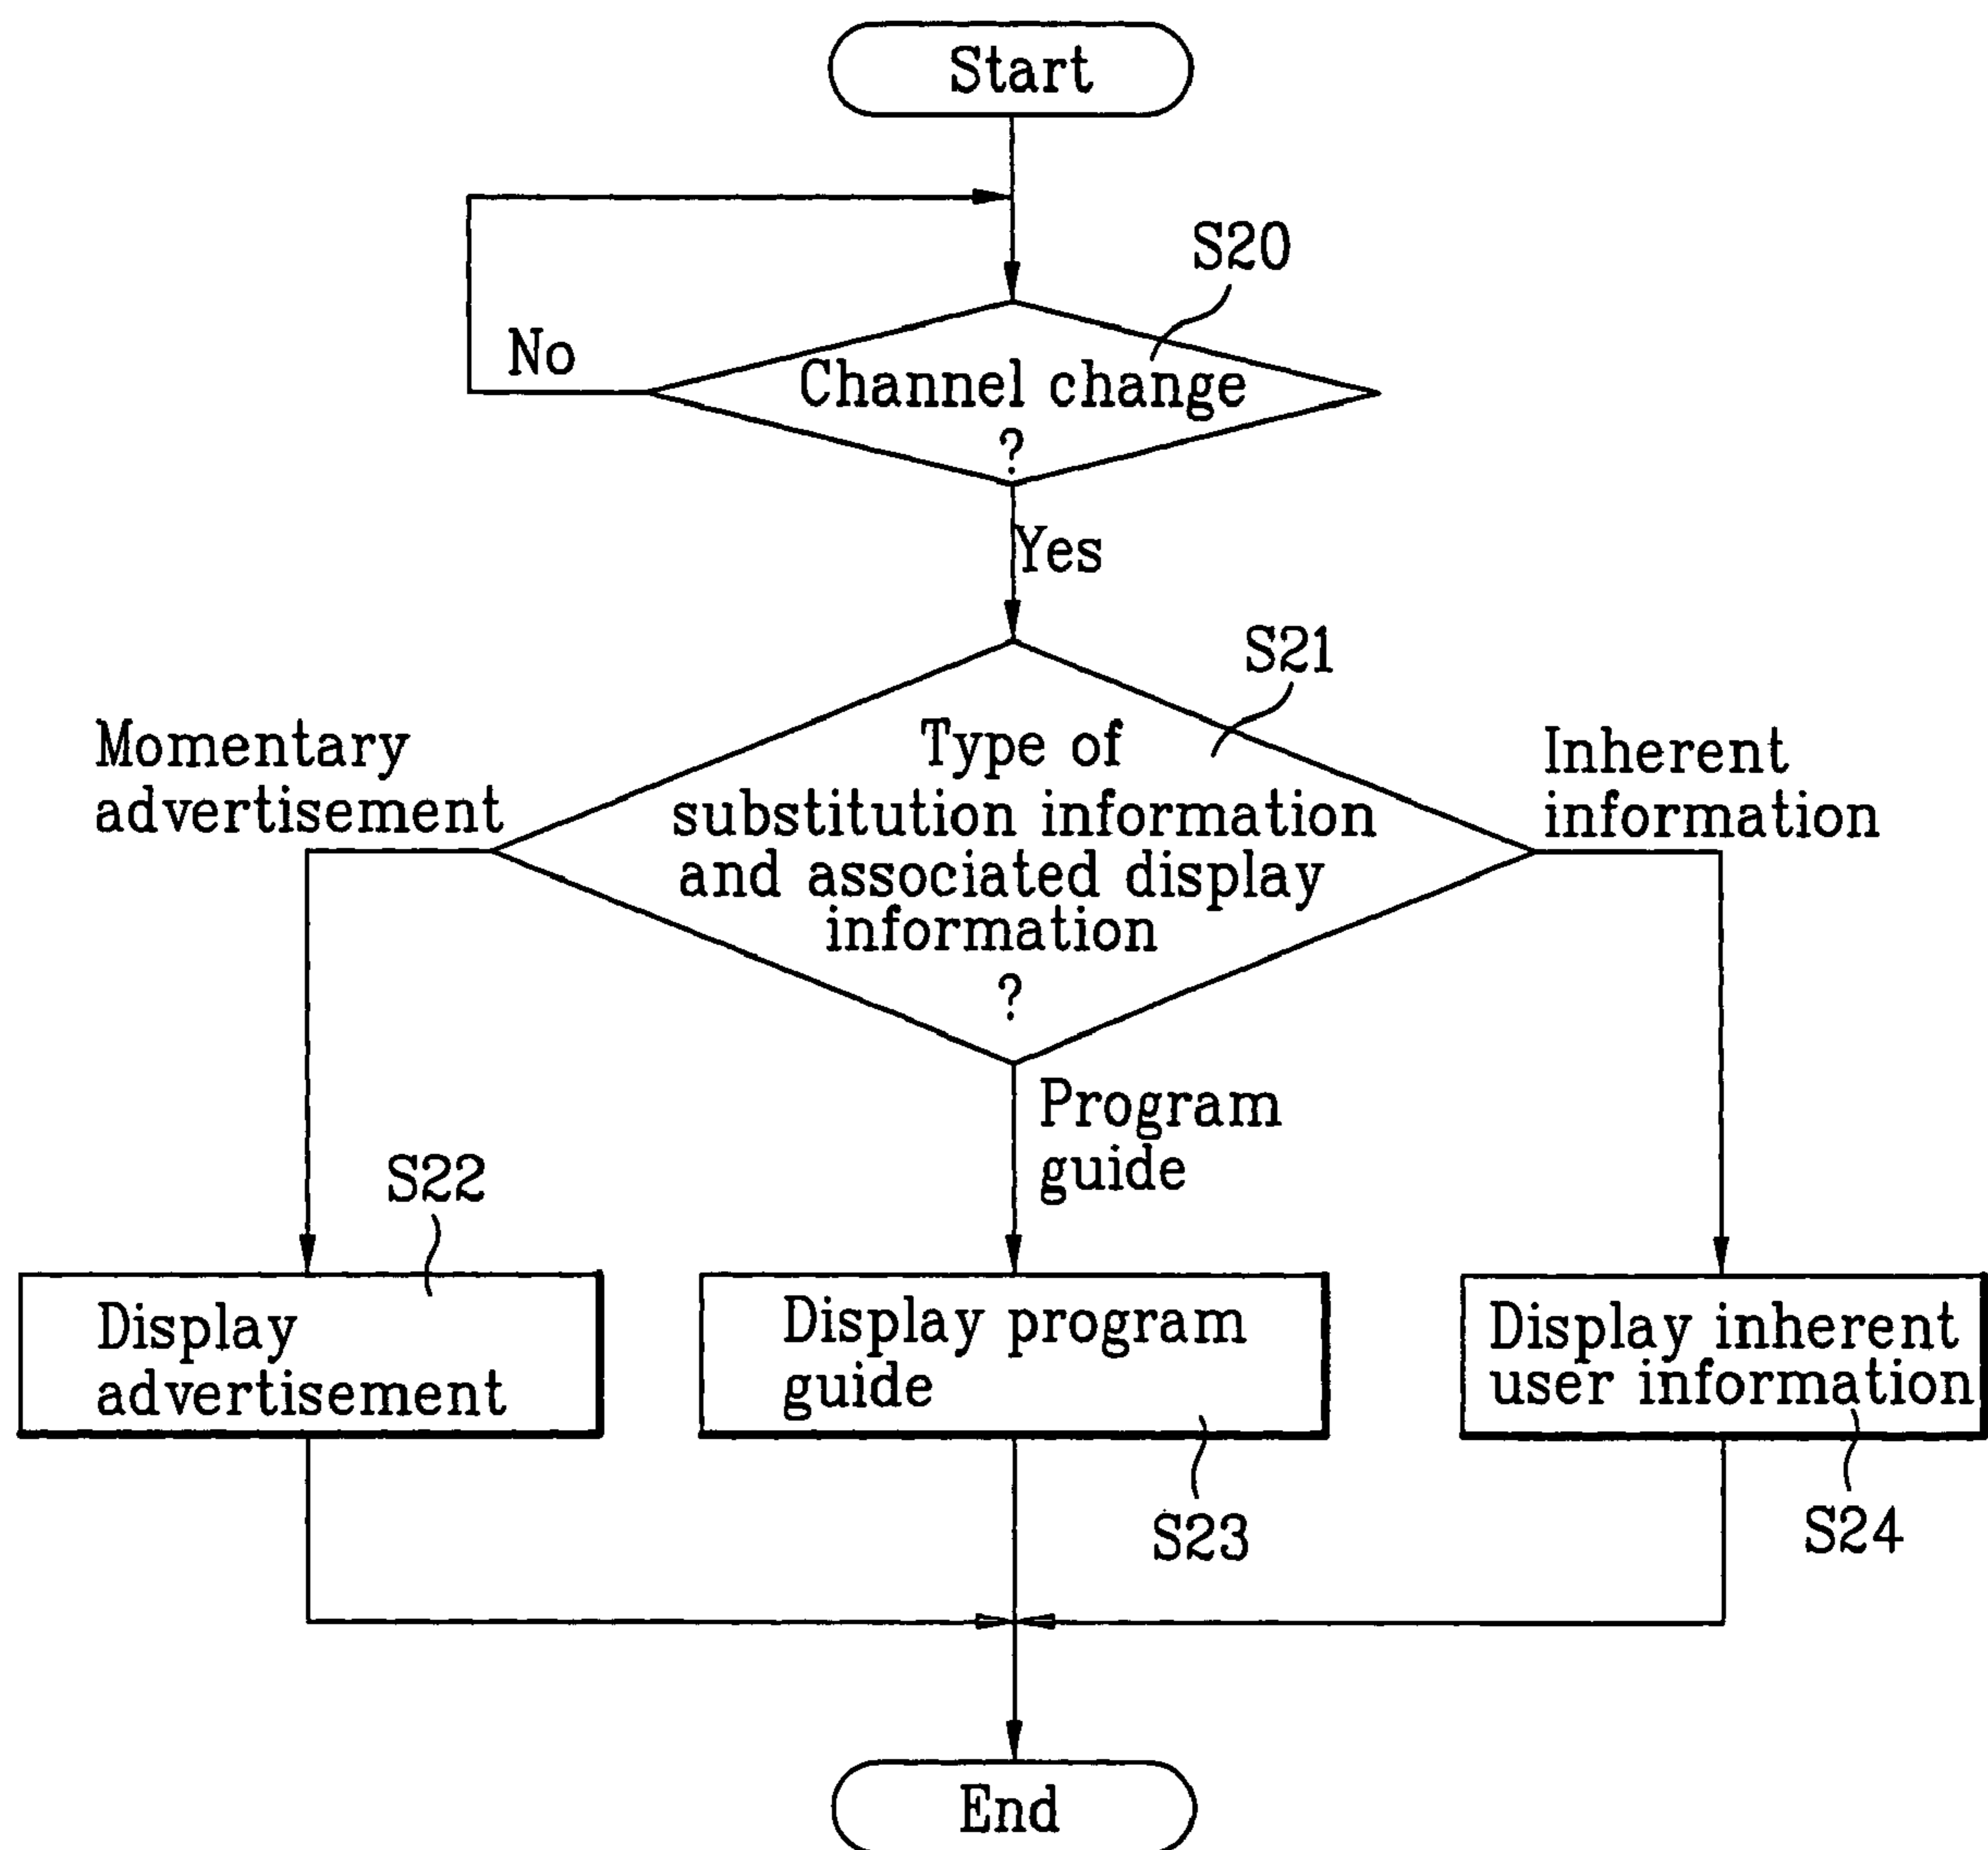 Start
S20
No
Channel change
?
Yes
S21
Momentary
advertisement
Type of
substitution information
and associated display
information
?
Inherent
information
Program
guide
S22
Display
advertisement
Display program
guide
Display inherent
user information
S23
S24
End